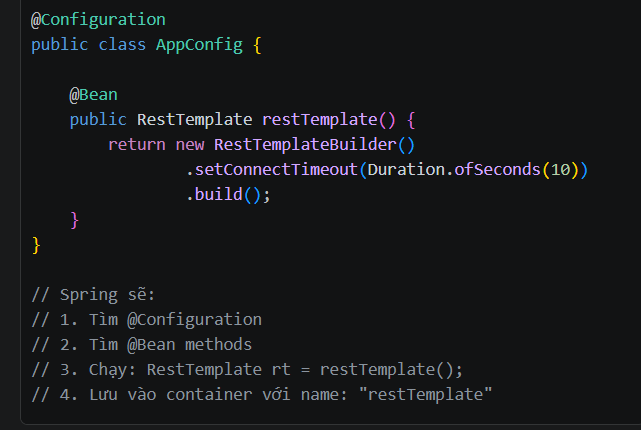 @Configuration
public class AppConfig {
@Bean
public RestTemplate restTemplate() {
return new RestTemplateBuilder()
.setConnectTimeout(Duration.ofSeconds(10))
.build();
}
}
// Spring sẽ:
// 1. Tìm @Configuration
// 2. Tìm @Bean methods
// 3. Chạy: RestTemplate rt = restTemplate();
// 4. Lưu vào container với name: "restTemplate"